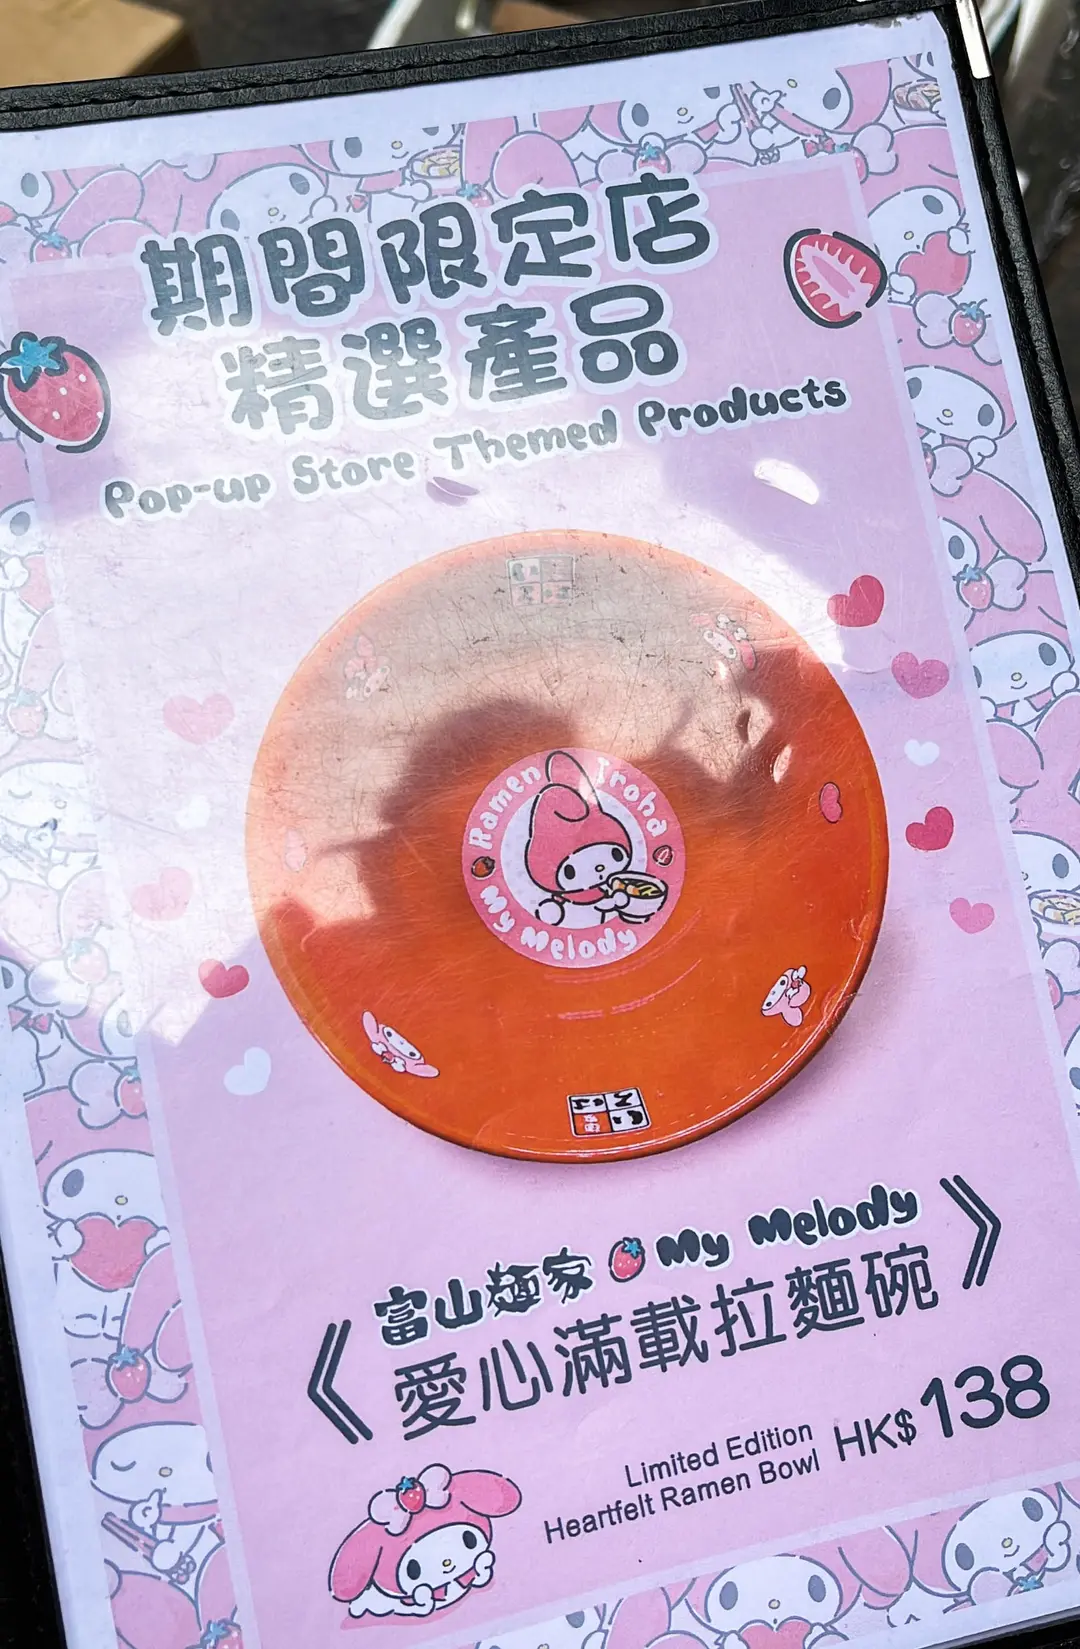 期間限定店
精選產品
Pop-up Store Themed Products
Ramen Iroha
My Melody
富山麵家 My Melody
《愛心滿載拉麵碗》
Limited Edition
Heartfelt Ramen Bowl HK$138